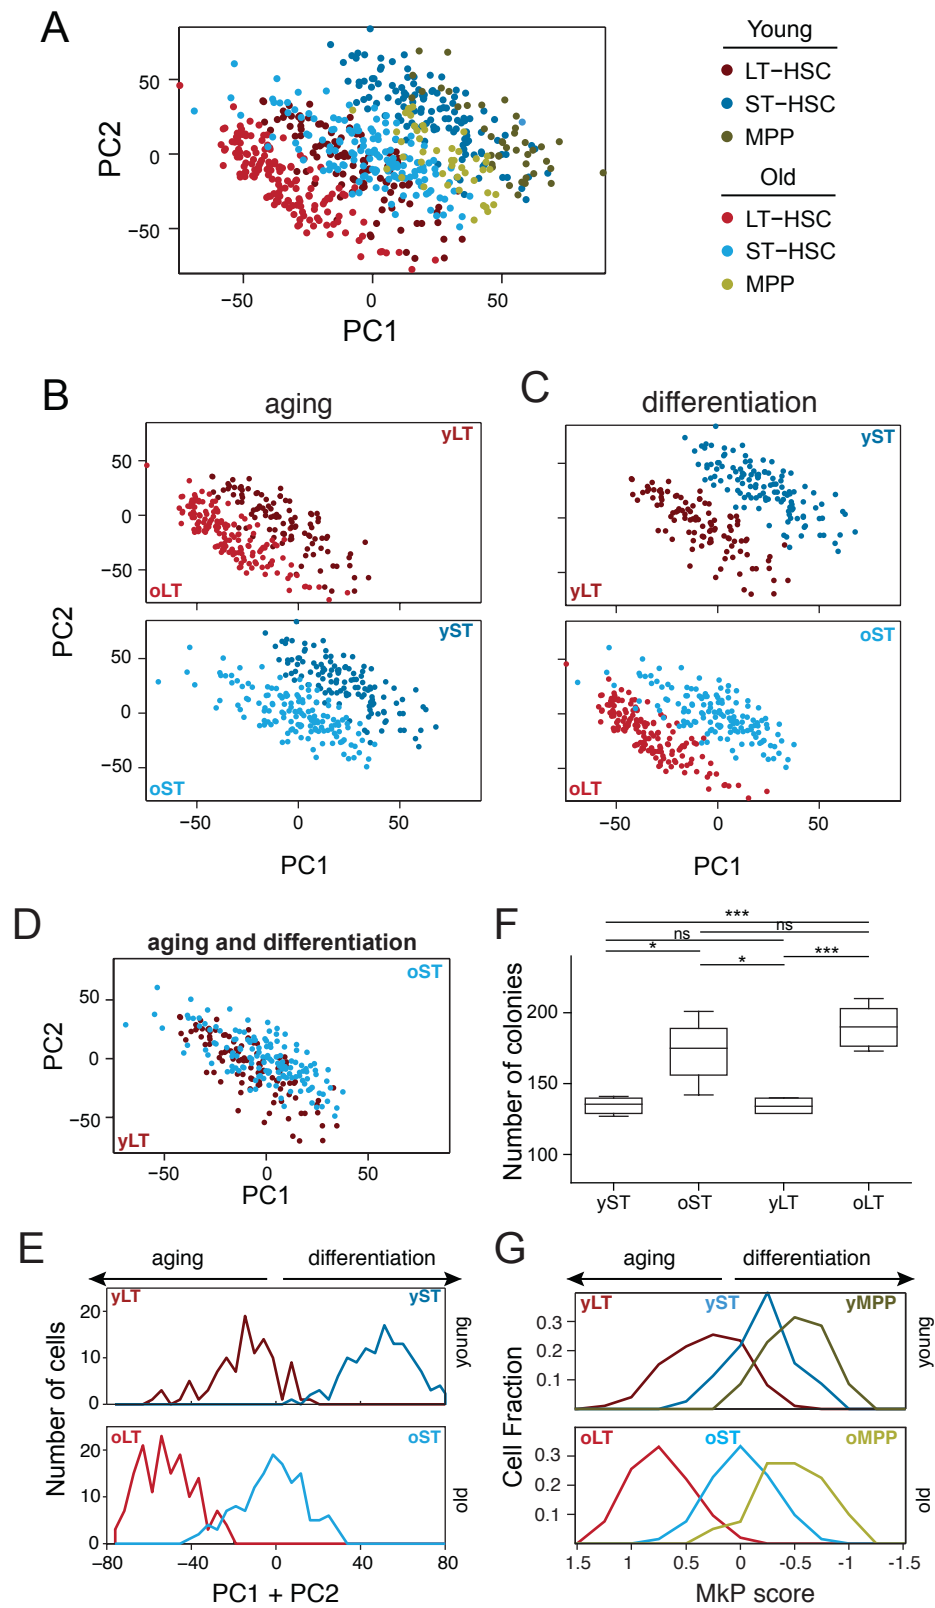 A
Young
LT−HSC
ST−HSC
MPP
Old
LT−HSC
ST−HSC
MPP
PC2
50
0
−50
−50
0
50
PC1
B
aging
C
differentiation
yLT
50
0
−50
oLT
yST
yLT
PC2
yST
50
0
−50
oST
−50
0
50
PC1
oST
oLT
−50
0
50
PC1
D
aging and differentiation
oST
PC2
50
0
−50
yLT
−50
0
50
PC1
F
***
ns
ns
*
*
***
Number of colonies
200
150
100
yST
oST
yLT
oLT
E
aging
differentiation
yLT
yST
20
10
0
young
Number of cells
oLT
oST
20
10
0
old
−80
−40
0
40
80
PC1 + PC2
G
aging
differentiation
yLT
yST
yMPP
0.3
0.2
0.1
young
Cell Fraction
oLT
oST
oMPP
0.3
0.2
0.1
old
1.5
1
0.5
0
-0.5
-1
-1.5
MkP score